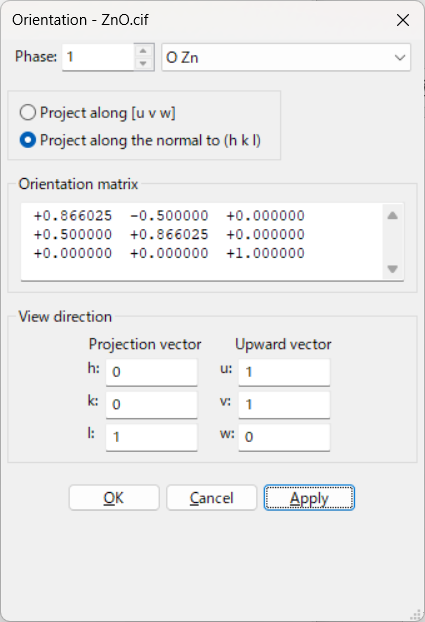 Orientation - ZnO.cif
Phase: 1 O Zn
Project along [u v w]
Project along the normal to (h k l)
Orientation matrix
+0.866025 -0.500000 +0.000000
+0.500000 +0.866025 +0.000000
+0.000000 +0.000000 +1.000000
View direction
Projection vector Upward vector
h: 0 u: 1
k: 0 v: 1
l: 1 w: 0
OK Cancel Apply